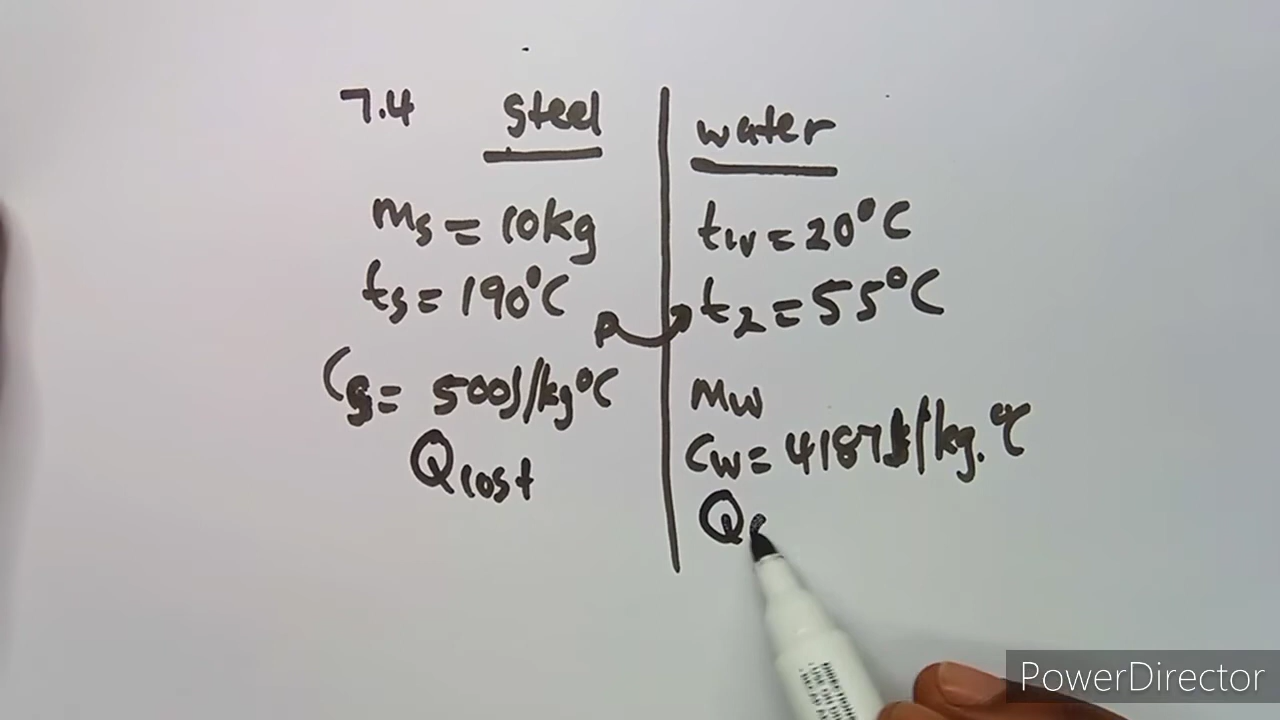 7.4 steel
ms = 10kg
ts = 190°C
Cs = 500J/kg°C
Qlost
water
tw = 20°C
t2 = 55°C
mw
cw = 4187J/kg.°C
Q
PowerDirector